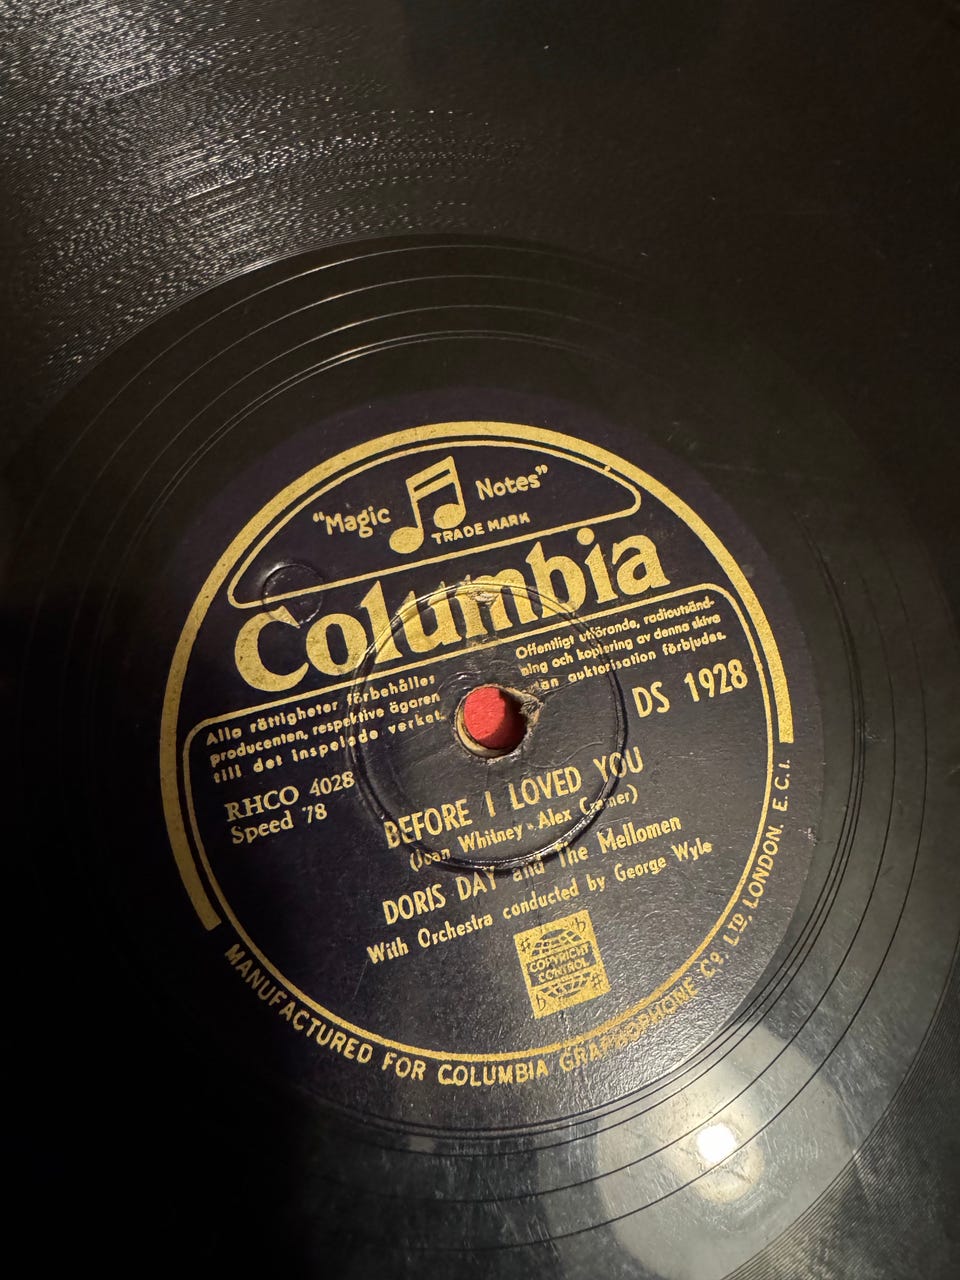 "Magic Notes"
TRADE MARK
Columbia
Alla rättigheter förbehålles
producenten, respektive ägaren
till det inspelade verket.
Offentligt utförande, radioutsänd-
ning och kopiering av denna skiva
utan auktorisation förbjudes.
DS 1928
RHCO 4028
Speed 78
BEFORE I LOVED YOU
(Joan Whitney - Alex Cramer)
DORIS DAY and The Mellomen
With Orchestra conducted by George Wyle
COPYRIGHT
CONTROL
MANUFACTURED FOR COLUMBIA GRAPHOPHONE Co. LTD. LONDON. E.C.1.